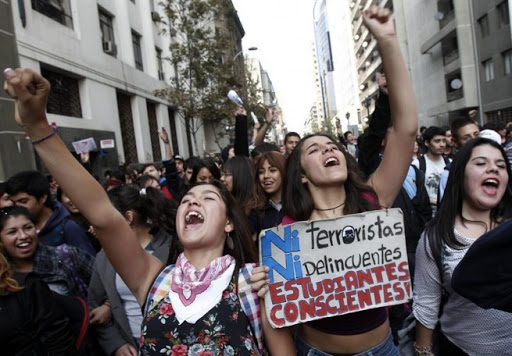 Ni terroristas
Ni DeLiNcueNTes
ESTUDiANTES
CONSCiENTES!